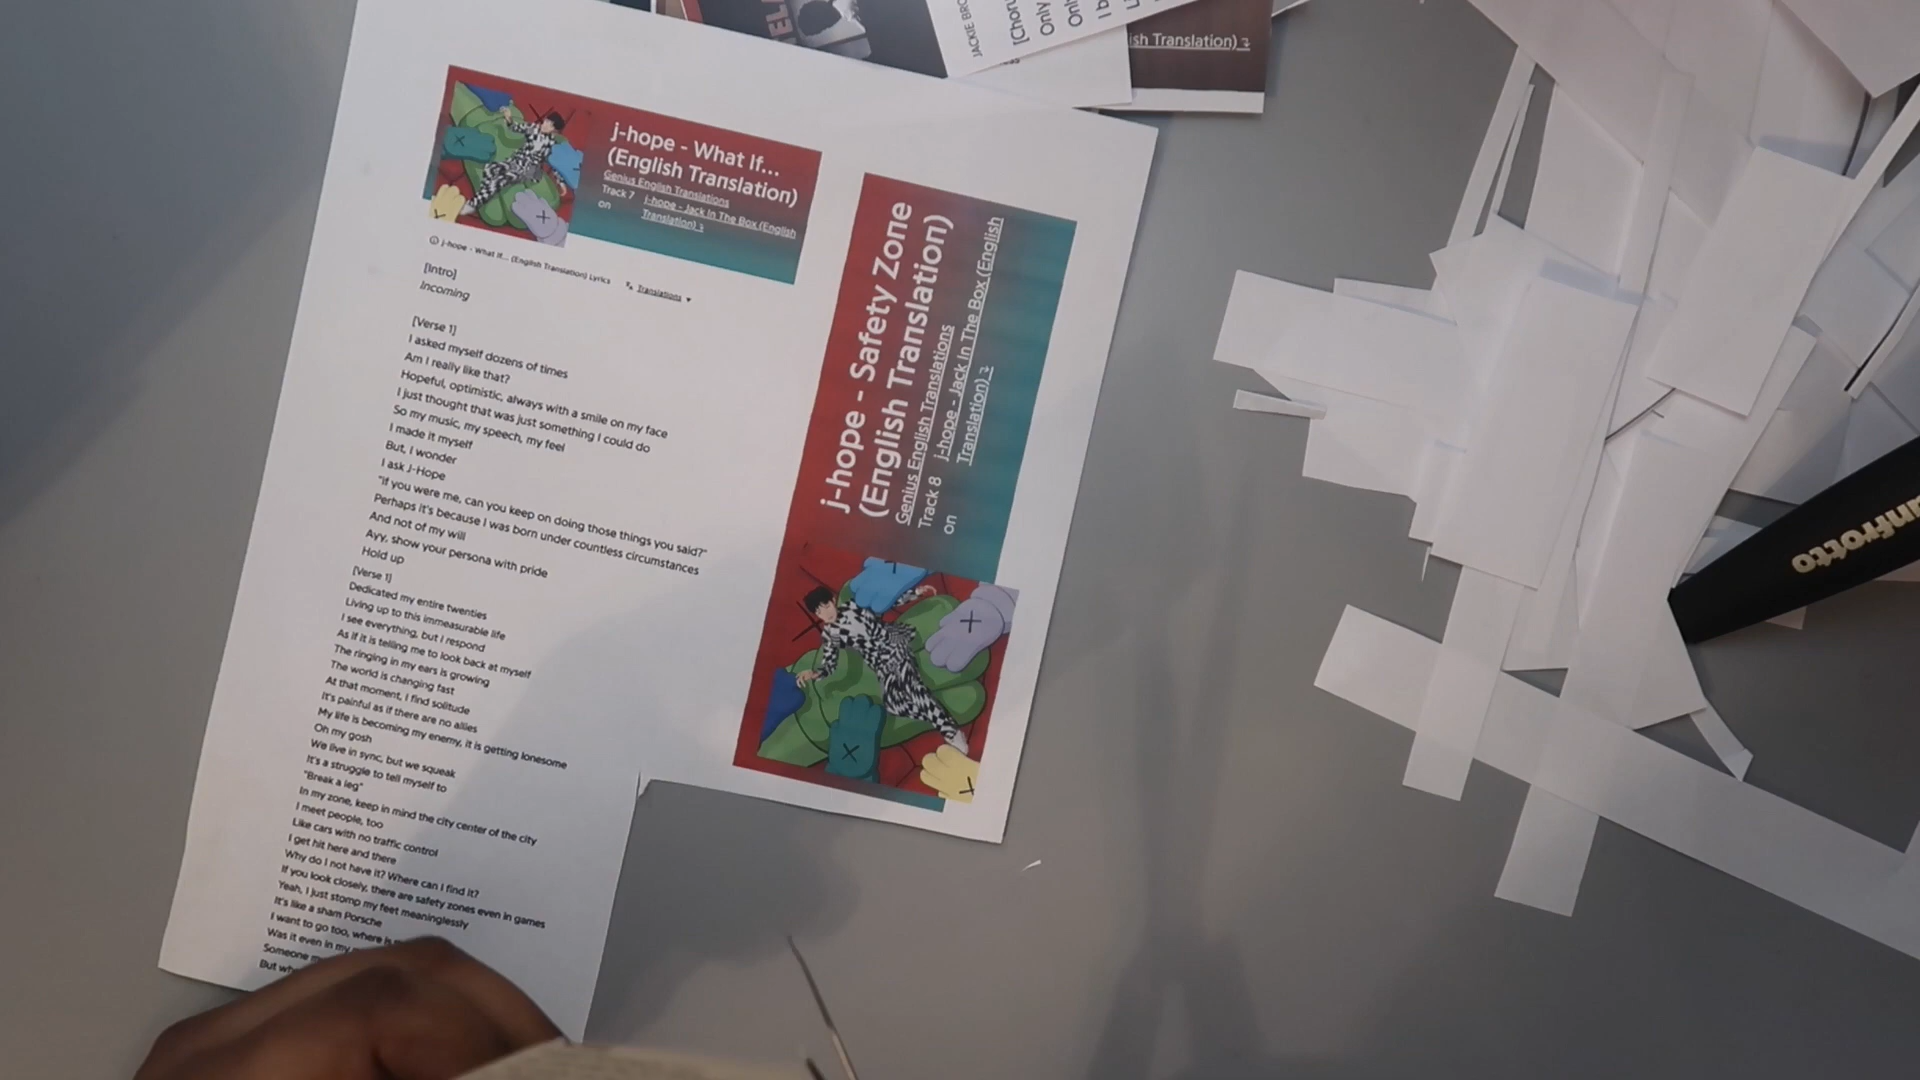 JACKIE BRO
[Chor
Only
Onl
I b
ish Translation) ↴
j-hope - What If...
(English Translation)
Genius English Translations
Track 7 on j-hope - Jack In The Box (English
Translation) ↴
j-hope - What If... (English Translation) Lyrics
Translations
[Intro]
Incoming
[Verse 1]
I asked myself dozens of times
Am I really like that?
Hopeful, optimistic, always with a smile on my face
I just thought that was just something I could do
So my music, my speech, my feel
I made it myself
But, I wonder
I ask J-Hope
"If you were me, can you keep on doing those things you said?"
Perhaps it's because I was born under countless circumstances
And not of my will
Ayy, show your persona with pride
Hold up
[Verse 1]
Dedicated my entire twenties
Living up to this immeasurable life
I see everything, but I respond
As if it is telling me to look back at myself
The ringing in my ears is growing
The world is changing fast
At that moment, I find solitude
It's painful as if there are no allies
My life is becoming my enemy, it is getting lonesome
Oh my gosh
We live in sync, but we squeak
It's a struggle to tell myself to
"Break a leg"
In my zone, keep in mind the city center of the city
I meet people, too
Like cars with no traffic control
I get hit here and there
Why do I not have it? Where can I find it?
If you look closely, there are safety zones even in games
Yeah, I just stomp my feet meaninglessly
It's like a sham Porsche
I want to go too, where is
Was it even in my
Someone
But
j-hope - Safety Zone
(English Translation)
Genius English Translations
Track 8 on j-hope - Jack In The Box (English
Translation) ↴
nfrotto